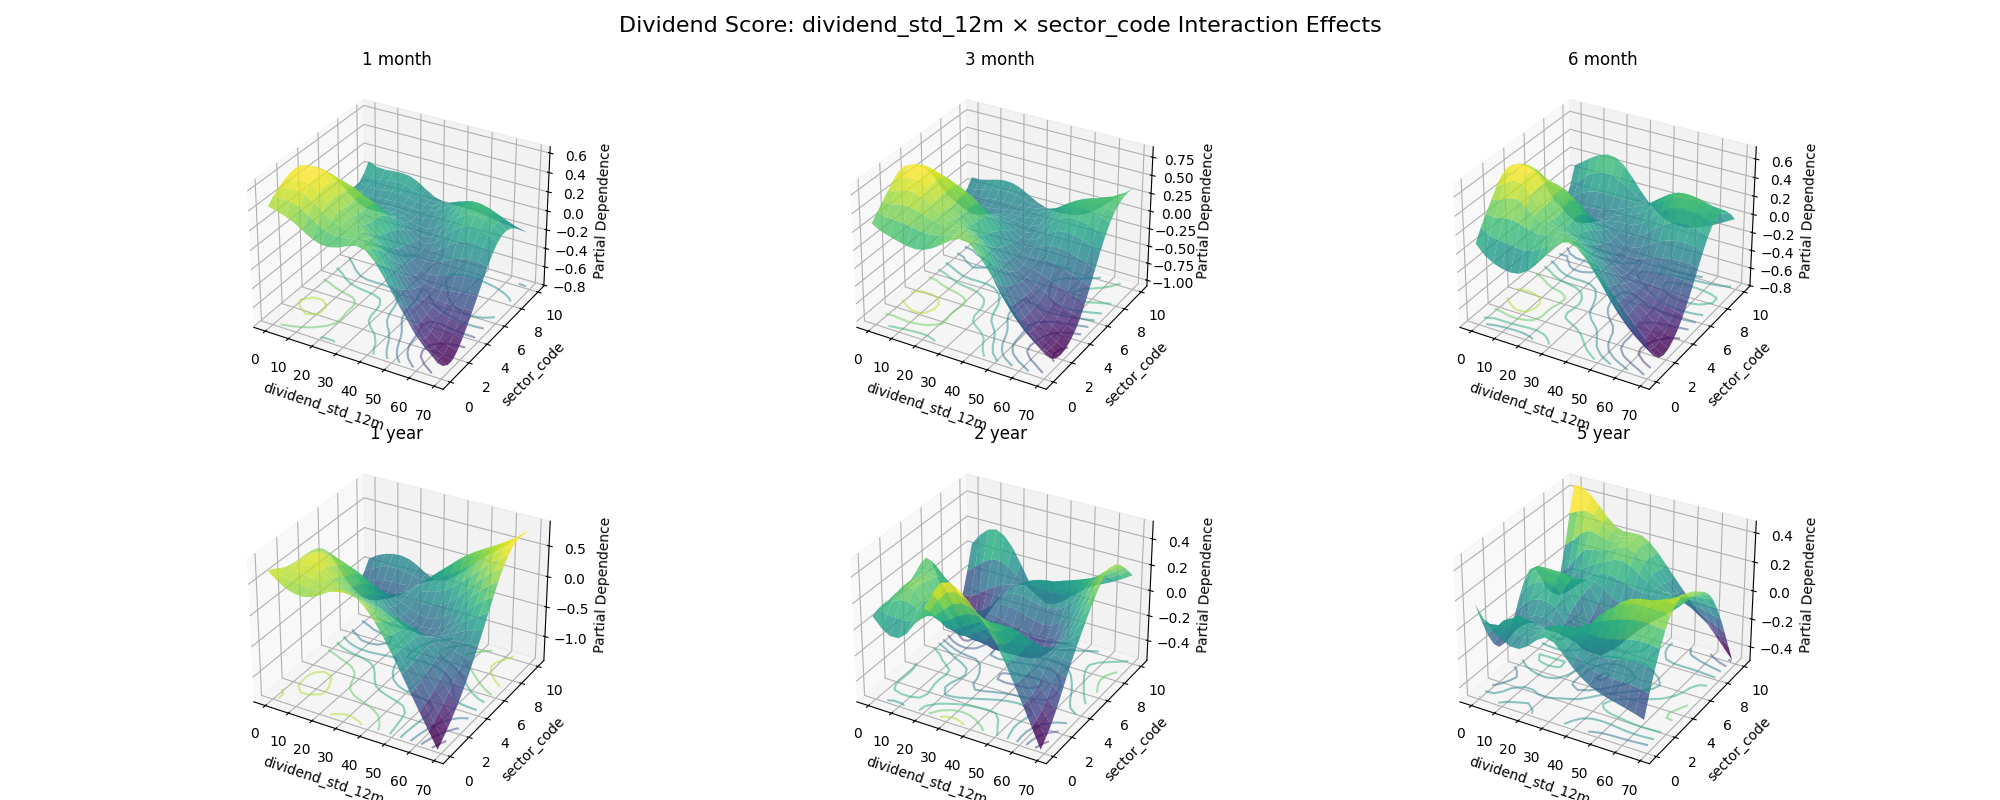 Dividend Score: dividend_std_12m × sector_code Interaction Effects
1 month
0.6
0.4
0.2
0.0
−0.2
−0.4
−0.6
−0.8
Partial Dependence
0 10 20 30 40 50 60 70
dividend_std_12m
0 2 4 6 8 10
sector_code
3 month
0.75
0.50
0.25
0.00
−0.25
−0.50
−0.75
−1.00
Partial Dependence
0 10 20 30 40 50 60 70
dividend_std_12m
0 2 4 6 8 10
sector_code
6 month
0.6
0.4
0.2
0.0
−0.2
−0.4
−0.6
−0.8
Partial Dependence
0 10 20 30 40 50 60 70
dividend_std_12m
0 2 4 6 8 10
sector_code
1 year
0.5
0.0
−0.5
−1.0
Partial Dependence
0 10 20 30 40 50 60 70
dividend_std_12m
0 2 4 6 8 10
sector_code
2 year
0.4
0.2
0.0
−0.2
−0.4
Partial Dependence
0 10 20 30 40 50 60 70
dividend_std_12m
0 2 4 6 8 10
sector_code
5 year
0.4
0.2
0.0
−0.2
−0.4
Partial Dependence
0 10 20 30 40 50 60 70
dividend_std_12m
0 2 4 6 8 10
sector_code